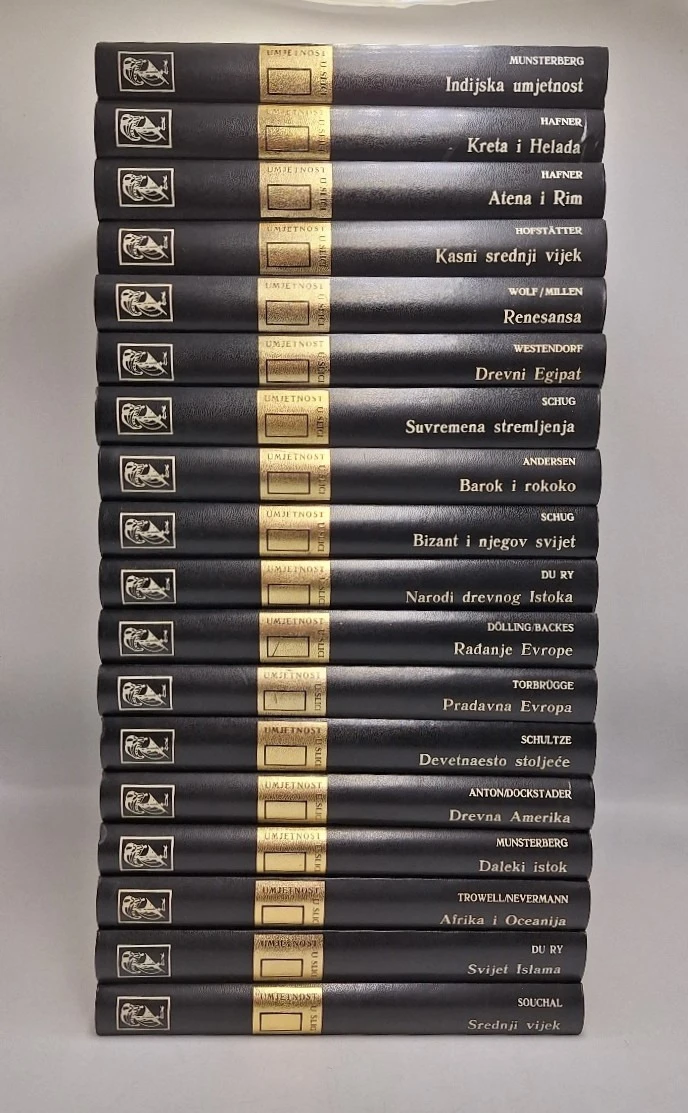 UMJETNOST
U SLICI
MUNSTERBERG
Indijska umjetnost
UMJETNOST
U SLICI
HAFNER
Kreta i Helada
UMJETNOST
U SLICI
HAFNER
Atena i Rim
UMJETNOST
U SLICI
HOFSTÄTTER
Kasni srednji vijek
UMJETNOST
U SLICI
WOLF/MILLEN
Renesansa
UMJETNOST
U SLICI
WESTENDORF
Drevni Egipat
UMJETNOST
U SLICI
SCHUG
Suvremena stremljenja
UMJETNOST
U SLICI
ANDERSEN
Barok i rokoko
UMJETNOST
U SLICI
SCHUG
Bizant i njegov svijet
UMJETNOST
U SLICI
DU RY
Narodi drevnog Istoka
UMJETNOST
U SLICI
DÖLLING/BACKES
Rađanje Evrope
UMJETNOST
U SLICI
TORBRÜGGE
Pradavna Evropa
UMJETNOST
U SLICI
SCHULTZE
Devetnaesto stoljeće
UMJETNOST
U SLICI
ANTON/DOCKSTADER
Drevna Amerika
UMJETNOST
U SLICI
MUNSTERBERG
Daleki istok
UMJETNOST
U SLICI
TROWELL/NEVERMANN
Afrika i Oceanija
UMJETNOST
U SLICI
DU RY
Svijet Islama
UMJETNOST
U SLICI
SOUCHAL
Srednji vijek